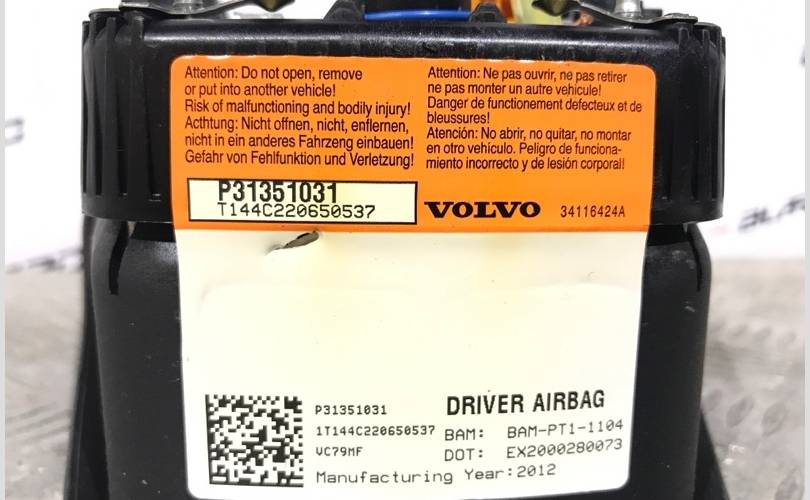 Attention: Do not open, remove
or put into another vehicle!
Risk of malfunctioning and bodily injury!
Achtung: Nicht offnen, nicht, enflernen,
nicht in ein anderes Fahrzeng einbauen!
Gefahr von Fehlfunktion und Verletzung!
Attention: Ne pas ouvrir, ne pas retirer
ne pas monter un autre vehicule!
Danger de functionement defecteux et de
bleussures!
Atención: No abrir, no quitar, no montar
en otro vehículo. Peligro de funciona-
miento incorrecto y de lesión corporal!
P31351031
T144C220650537
VOLVO
34116424A
P31351031
1T144C220650537
VC79MF
DRIVER AIRBAG
BAM: BAM-PT1-1104
DOT: EX2000280073
Manufacturing Year:2012